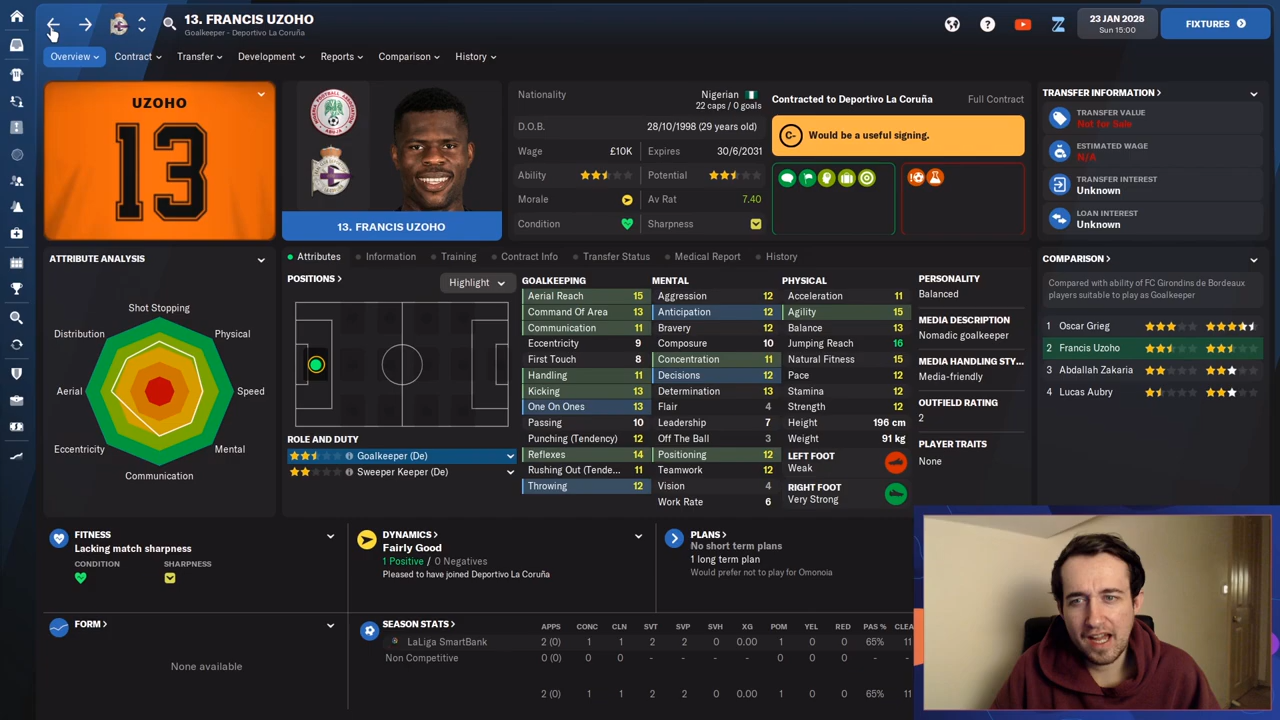 13. FRANCIS UZOHO
Goalkeeper - Deportivo La Coruña
23 JAN 2028
Sun 15:00
FIXTURES
Overview
Contract
Transfer
Development
Reports
Comparison
History
UZOHO
13
13. FRANCIS UZOHO
Nationality Nigerian
22 caps / 0 goals
D.O.B. 28/10/1998 (29 years old)
Wage £10K Expires 30/6/2031
Ability Potential
Morale Av Rat 7.40
Condition Sharpness
Contracted to Deportivo La Coruña Full Contract
C- Would be a useful signing.
TRANSFER INFORMATION >
TRANSFER VALUE
Not for Sale
ESTIMATED WAGE
N/A
TRANSFER INTEREST
Unknown
LOAN INTEREST
Unknown
ATTRIBUTE ANALYSIS
Shot Stopping
Physical
Speed
Mental
Communication
Eccentricity
Aerial
Distribution
Attributes
Information
Training
Contract Info
Transfer Status
Medical Report
History
POSITIONS >
Highlight
ROLE AND DUTY
Goalkeeper (De)
Sweeper Keeper (De)
GOALKEEPING
Aerial Reach 15
Command Of Area 13
Communication 11
Eccentricity 9
First Touch 8
Handling 11
Kicking 13
One On Ones 13
Passing 10
Punching (Tendency) 12
Reflexes 14
Rushing Out (Tende... 11
Throwing 12
MENTAL
Aggression 12
Anticipation 12
Bravery 12
Composure 10
Concentration 11
Decisions 12
Determination 13
Flair 4
Leadership 7
Off The Ball 3
Positioning 12
Teamwork 12
Vision 4
Work Rate 6
PHYSICAL
Acceleration 11
Agility 15
Balance 13
Jumping Reach 16
Natural Fitness 15
Pace 12
Stamina 12
Strength 12
Height 196 cm
Weight 91 kg
LEFT FOOT
Weak
RIGHT FOOT
Very Strong
PERSONALITY
Balanced
MEDIA DESCRIPTION
Nomadic goalkeeper
MEDIA HANDLING STY...
Media-friendly
OUTFIELD RATING
2
PLAYER TRAITS
None
COMPARISON >
Compared with ability of FC Girondins de Bordeaux
players suitable to play as Goalkeeper
1 Oscar Grieg
2 Francis Uzoho
3 Abdallah Zakaria
4 Lucas Aubry
FITNESS
Lacking match sharpness
CONDITION SHARPNESS
DYNAMICS >
Fairly Good
1 Positive / 0 Negatives
Pleased to have joined Deportivo La Coruña
PLANS >
No short term plans
1 long term plan
Would prefer not to play for Omonoia
FORM >
None available
SEASON STATS >
APPS CONC CLN SVT SVP SVH XG POM YEL RED PAS % CLEA
LaLiga SmartBank 2 (0) 1 1 2 2 0 0.00 1 0 0 65% 11
Non Competitive 0 (0) 0 0 - - - - 0 0 0 - -
2 (0) 1 1 2 2 0 0.00 1 0 0 65% 11